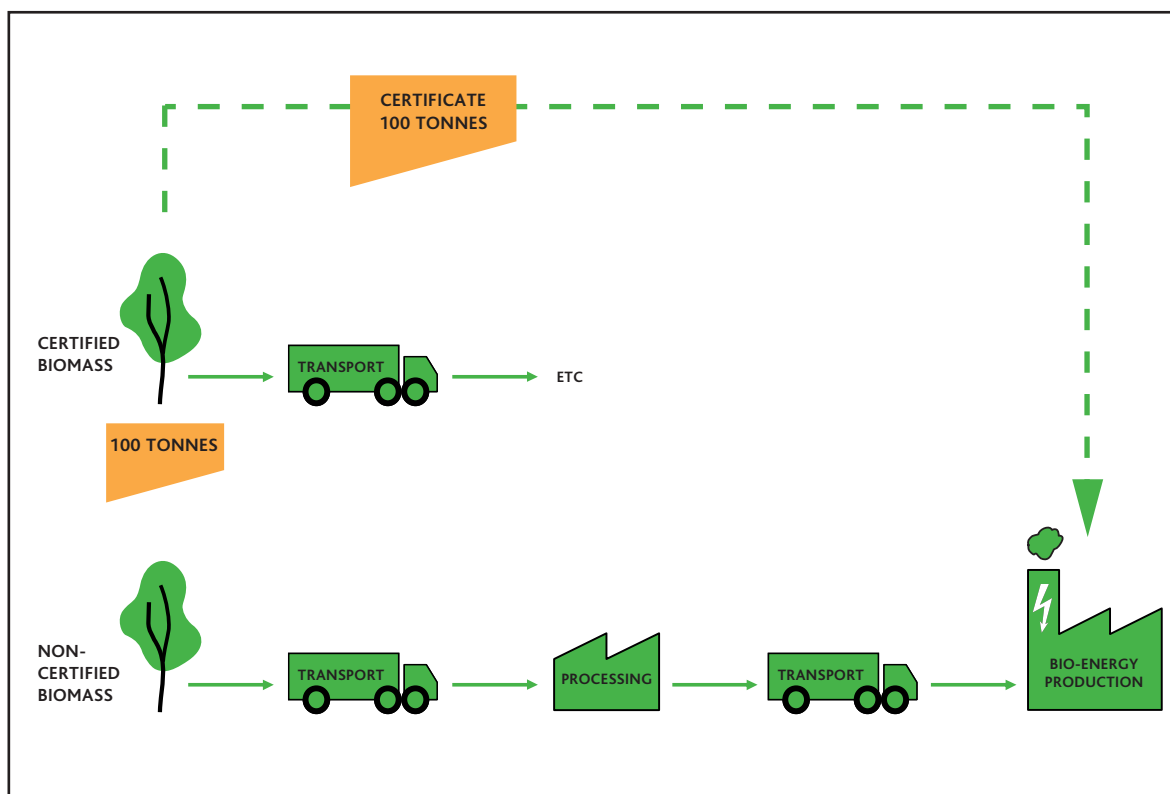 CERTIFICATE
100 TONNES
CERTIFIED
BIOMASS
TRANSPORT
ETC
100 TONNES
NON-
CERTIFIED
BIOMASS
TRANSPORT
PROCESSING
TRANSPORT
BIO-ENERGY
PRODUCTION